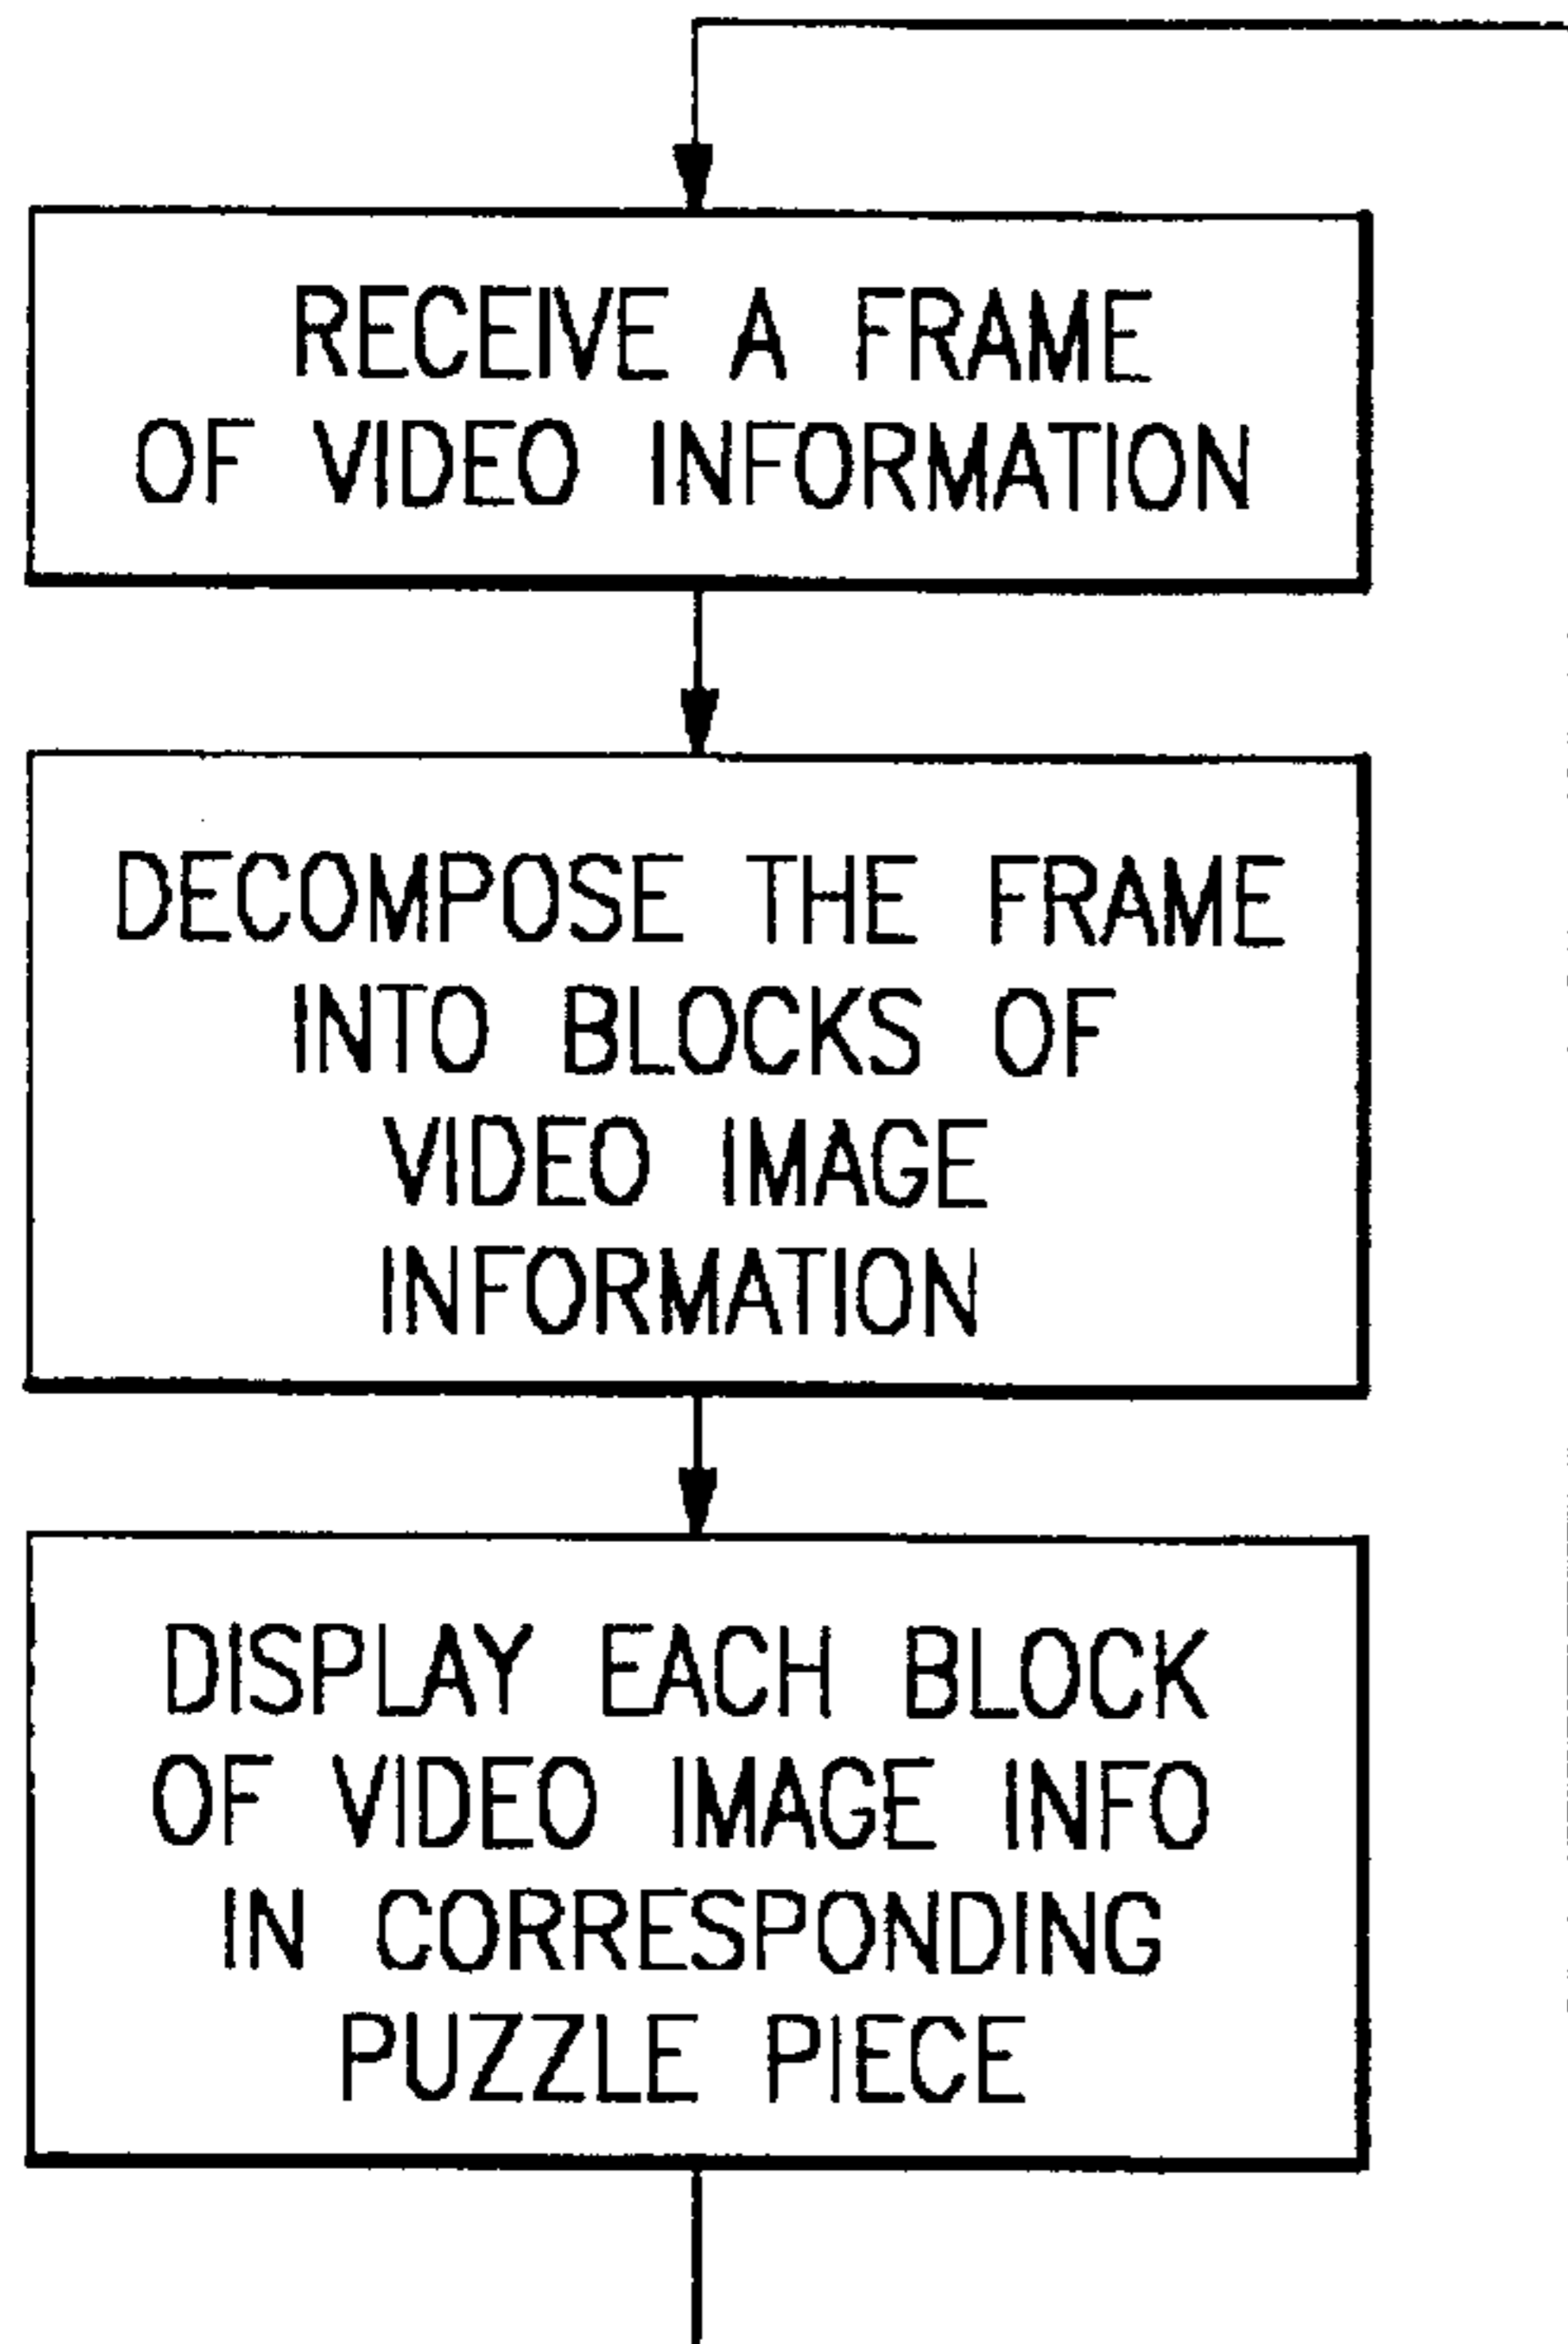 RECEIVE A FRAME
OF VIDEO INFORMATION
DECOMPOSE THE FRAME
INTO BLOCKS OF
VIDEO IMAGE
INFORMATION
DISPLAY EACH BLOCK
OF VIDEO IMAGE INFO
IN CORRESPONDING
PUZZLE PIECE